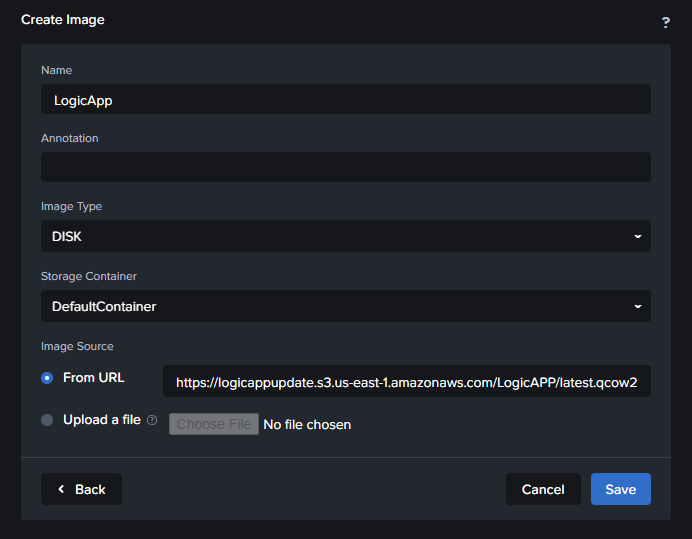 Create Image
?
Name
LogicApp
Annotation
Image Type
DISK
Storage Container
DefaultContainer
Image Source
From URL https://logicappupdate.s3.us-east-1.amazonaws.com/LogicAPP/latest.qcow2
Upload a file ? Choose File No file chosen
Back Cancel Save